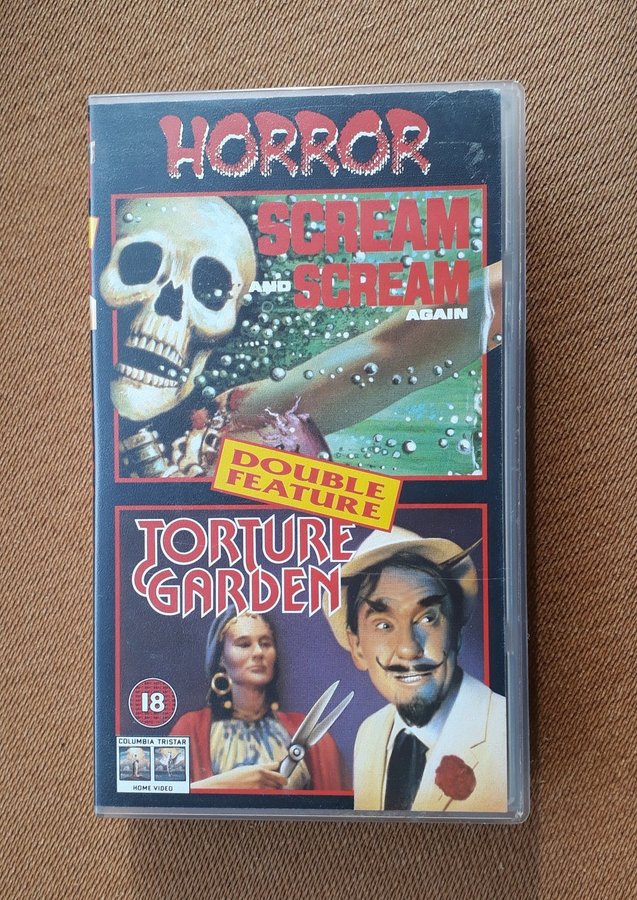 HORROR
SCREAM
AND SCREAM
AGAIN
DOUBLE
FEATURE
TORTURE
GARDEN
18
COLUMBIA TRISTAR
HOME VIDEO